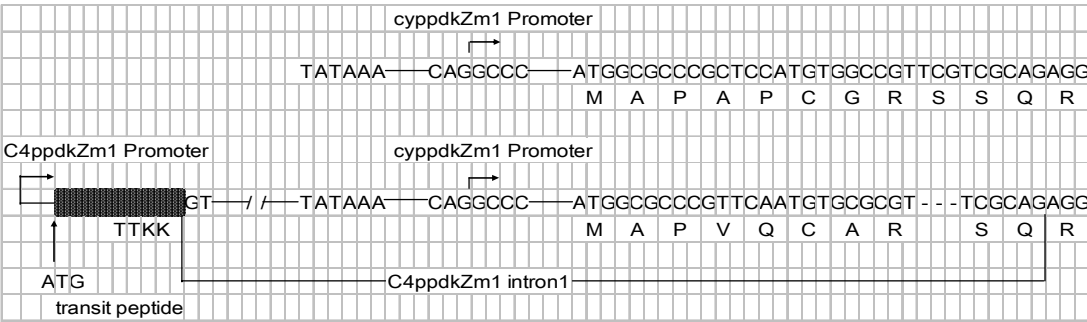 cyppdkZm1 Promoter
TATAAA CAGGCCC ATGGCGCCCGCTCCATGTGGCCGTTCGTCGCAGAGG
M A P A P C G R S S Q R
C4ppdkZm1 Promoter cyppdkZm1 Promoter
GT / / TATAAA CAGGCCC ATGGCGCCCGTTCAATGTGCGCGT - - - TCGCAGAGG
TTKK M A P V Q C A R S Q R
ATG C4ppdkZm1 intron1
transit peptide